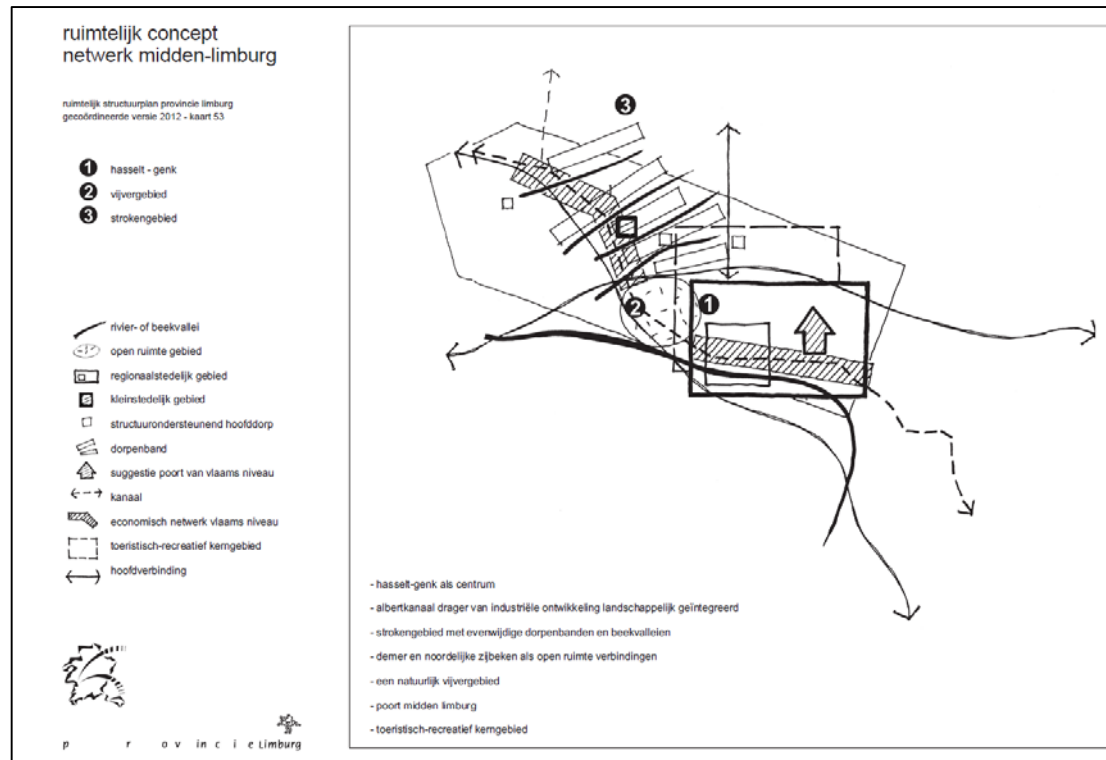 ruimtelijk concept
netwerk midden-limburg
ruimtelijk structuurplan provincie limburg
gecoördineerde versie 2012 - kaart 53
1 hasselt - genk
2 vijvergebied
3 strokengebied
rivier- of beekvallei
open ruimte gebied
regionaalstedelijk gebied
kleinstedelijk gebied
structuurondersteunend hoofddorp
dorpenband
suggestie poort van vlaams niveau
kanaal
economisch netwerk vlaams niveau
toeristisch-recreatief kerngebied
hoofdverbinding
provincie Limburg
3
2
1
- hasselt-genk als centrum
- albertkanaal drager van industriële ontwikkeling landschappelijk geïntegreerd
- strokengebied met evenwijdige dorpenbanden en beekvalleien
- demer en noordelijke zijbeken als open ruimte verbindingen
- een natuurlijk vijvergebied
- poort midden limburg
- toeristisch-recreatief kerngebied